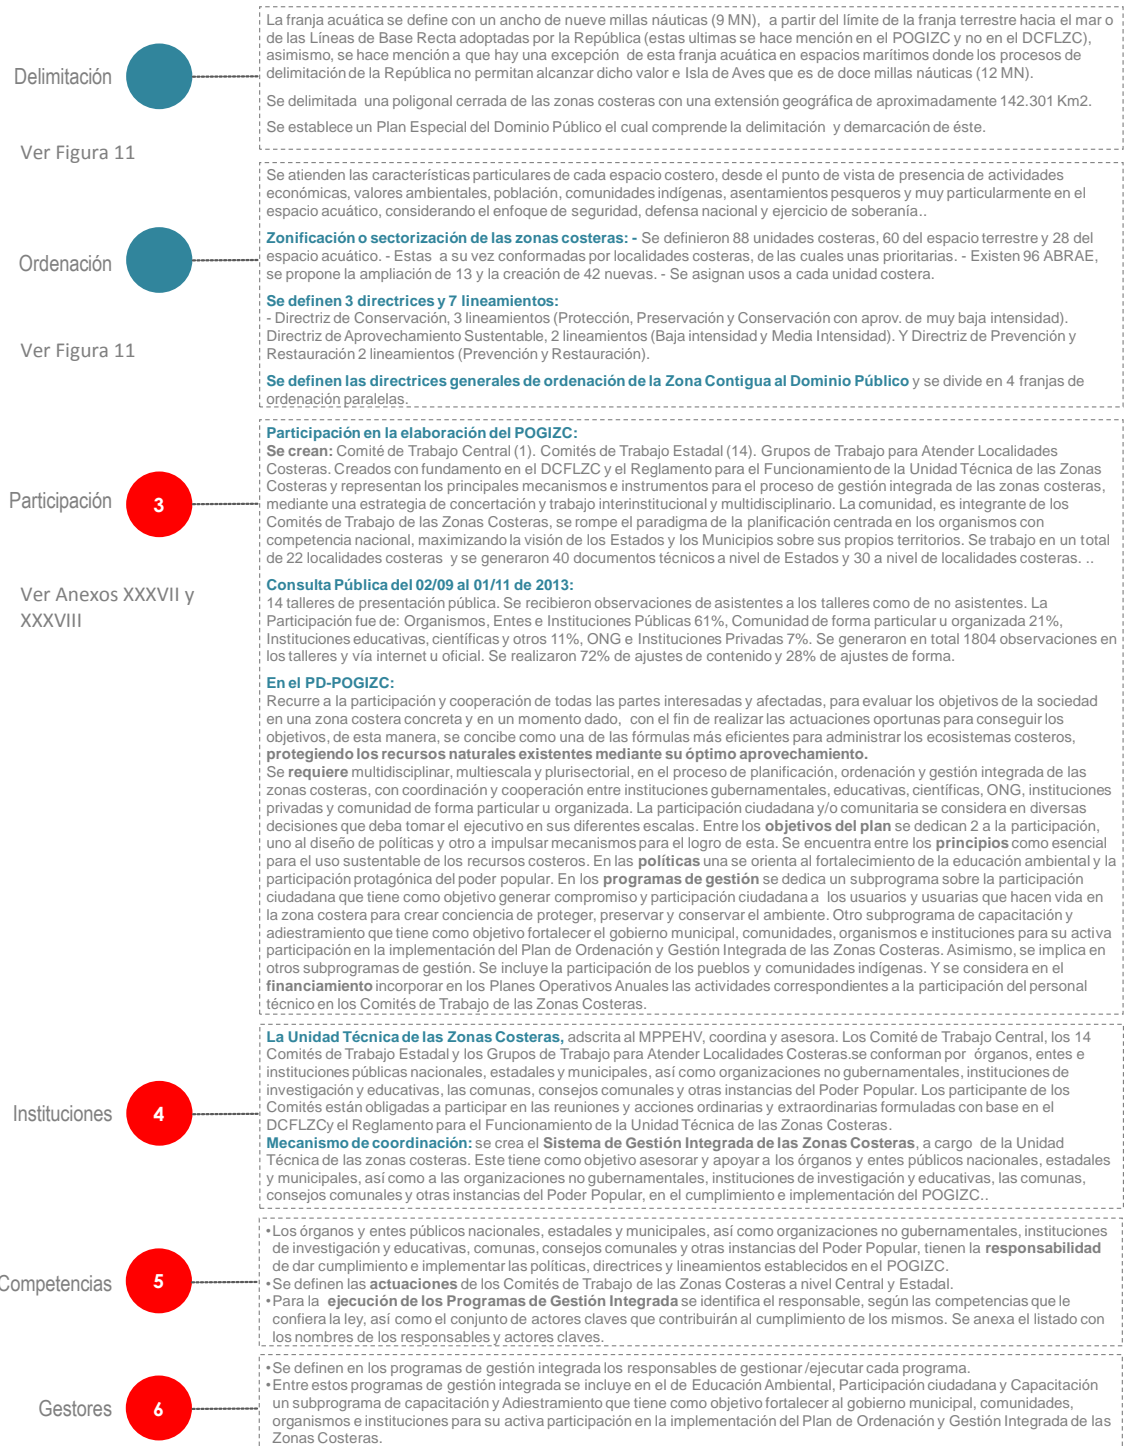 La franja acuática se define con un ancho de nueve millas náuticas (9 MN), a partir del límite de la franja terrestre hacia el mar o
de las Líneas de Base Recta adoptadas por la República (estas ultimas se hace mención en el POGIZC y no en el DCFLZC),
asimismo, se hace mención a que hay una excepción de esta franja acuática en espacios marítimos donde los procesos de
delimitación de la República no permitan alcanzar dicho valor e Isla de Aves que es de doce millas náuticas (12 MN).
Se delimitada una poligonal cerrada de las zonas costeras con una extensión geográfica de aproximadamente 142.301 Km2.
Se establece un Plan Especial del Dominio Público el cual comprende la delimitación y demarcación de éste.
Delimitación
Ver Figura 11
Se atienden las características particulares de cada espacio costero, desde el punto de vista de presencia de actividades
económicas, valores ambientales, población, comunidades indígenas, asentamientos pesqueros y muy particularmente en el
espacio acuático, considerando el enfoque de seguridad, defensa nacional y ejercicio de soberanía..
Zonificación o sectorización de las zonas costeras: - Se definieron 88 unidades costeras, 60 del espacio terrestre y 28 del
espacio acuático. - Estas a su vez conformadas por localidades costeras, de las cuales unas prioritarias. - Existen 96 ABRAE,
se propone la ampliación de 13 y la creación de 42 nuevas. - Se asignan usos a cada unidad costera.
Se definen 3 directrices y 7 lineamientos:
- Directriz de Conservación, 3 lineamientos (Protección, Preservación y Conservación con aprov. de muy baja intensidad).
Directriz de Aprovechamiento Sustentable, 2 lineamientos (Baja intensidad y Media Intensidad). Y Directriz de Prevención y
Restauración 2 lineamientos (Prevención y Restauración).
Se definen las directrices generales de ordenación de la Zona Contigua al Dominio Público y se divide en 4 franjas de
ordenación paralelas.
Ordenación
Ver Figura 11
Participación en la elaboración del POGIZC:
Se crean: Comité de Trabajo Central (1). Comités de Trabajo Estadal (14). Grupos de Trabajo para Atender Localidades
Costeras. Creados con fundamento en el DCFLZC y el Reglamento para el Funcionamiento de la Unidad Técnica de las Zonas
Costeras y representan los principales mecanismos e instrumentos para el proceso de gestión integrada de las zonas costeras,
mediante una estrategia de concertación y trabajo interinstitucional y multidisciplinario. La comunidad, es integrante de los
Comités de Trabajo de las Zonas Costeras, se rompe el paradigma de la planificación centrada en los organismos con
competencia nacional, maximizando la visión de los Estados y los Municipios sobre sus propios territorios. Se trabajo en un total
de 22 localidades costeras y se generaron 40 documentos técnicos a nivel de Estados y 30 a nivel de localidades costeras. ..
Consulta Pública del 02/09 al 01/11 de 2013:
14 talleres de presentación pública. Se recibieron observaciones de asistentes a los talleres como de no asistentes. La
Participación fue de: Organismos, Entes e Instituciones Públicas 61%, Comunidad de forma particular u organizada 21%,
Instituciones educativas, científicas y otros 11%, ONG e Instituciones Privadas 7%. Se generaron en total 1804 observaciones en
los talleres y vía internet u oficial. Se realizaron 72% de ajustes de contenido y 28% de ajustes de forma.
En el PD-POGIZC:
Recurre a la participación y cooperación de todas las partes interesadas y afectadas, para evaluar los objetivos de la sociedad
en una zona costera concreta y en un momento dado, con el fin de realizar las actuaciones oportunas para conseguir los
objetivos, de esta manera, se concibe como una de las fórmulas más eficientes para administrar los ecosistemas costeros,
protegiendo los recursos naturales existentes mediante su óptimo aprovechamiento.
Se requiere multidisciplinar, multiescala y plurisectorial, en el proceso de planificación, ordenación y gestión integrada de las
zonas costeras, con coordinación y cooperación entre instituciones gubernamentales, educativas, científicas, ONG, instituciones
privadas y comunidad de forma particular u organizada. La participación ciudadana y/o comunitaria se considera en diversas
decisiones que deba tomar el ejecutivo en sus diferentes escalas. Entre los objetivos del plan se dedican 2 a la participación,
uno al diseño de políticas y otro a impulsar mecanismos para el logro de esta. Se encuentra entre los principios como esencial
para el uso sustentable de los recursos costeros. En las políticas una se orienta al fortalecimiento de la educación ambiental y la
participación protagónica del poder popular. En los programas de gestión se dedica un subprograma sobre la participación
ciudadana que tiene como objetivo generar compromiso y participación ciudadana a los usuarios y usuarias que hacen vida en
la zona costera para crear conciencia de proteger, preservar y conservar el ambiente. Otro subprograma de capacitación y
adiestramiento que tiene como objetivo fortalecer el gobierno municipal, comunidades, organismos e instituciones para su activa
participación en la implementación del Plan de Ordenación y Gestión Integrada de las Zonas Costeras. Asimismo, se implica en
otros subprogramas de gestión. Se incluye la participación de los pueblos y comunidades indígenas. Y se considera en el
financiamiento incorporar en los Planes Operativos Anuales las actividades correspondientes a la participación del personal
técnico en los Comités de Trabajo de las Zonas Costeras.
Participación
3
Ver Anexos XXXVII y
XXXVIII
La Unidad Técnica de las Zonas Costeras, adscrita al MPPEHV, coordina y asesora. Los Comité de Trabajo Central, los 14
Comités de Trabajo Estadal y los Grupos de Trabajo para Atender Localidades Costeras.se conforman por órganos, entes e
instituciones públicas nacionales, estadales y municipales, así como organizaciones no gubernamentales, instituciones de
investigación y educativas, las comunas, consejos comunales y otras instancias del Poder Popular. Los participante de los
Comités están obligadas a participar en las reuniones y acciones ordinarias y extraordinarias formuladas con base en el
DCFLZCy el Reglamento para el Funcionamiento de la Unidad Técnica de las Zonas Costeras.
Mecanismo de coordinación: se crea el Sistema de Gestión Integrada de las Zonas Costeras, a cargo de la Unidad
Técnica de las zonas costeras. Este tiene como objetivo asesorar y apoyar a los órganos y entes públicos nacionales, estadales
y municipales, así como a las organizaciones no gubernamentales, instituciones de investigación y educativas, las comunas,
consejos comunales y otras instancias del Poder Popular, en el cumplimiento e implementación del POGIZC..
Instituciones
4
•Los órganos y entes públicos nacionales, estadales y municipales, así como organizaciones no gubernamentales, instituciones
de investigación y educativas, comunas, consejos comunales y otras instancias del Poder Popular, tienen la responsabilidad
de dar cumplimiento e implementar las políticas, directrices y lineamientos establecidos en el POGIZC.
•Se definen las actuaciones de los Comités de Trabajo de las Zonas Costeras a nivel Central y Estadal.
•Para la ejecución de los Programas de Gestión Integrada se identifica el responsable, según las competencias que le
confiera la ley, así como el conjunto de actores claves que contribuirán al cumplimiento de los mismos. Se anexa el listado con
los nombres de los responsables y actores claves.
Competencias
5
•Se definen en los programas de gestión integrada los responsables de gestionar /ejecutar cada programa.
•Entre estos programas de gestión integrada se incluye en el de Educación Ambiental, Participación ciudadana y Capacitación
un subprograma de capacitación y Adiestramiento que tiene como objetivo fortalecer al gobierno municipal, comunidades,
organismos e instituciones para su activa participación en la implementación del Plan de Ordenación y Gestión Integrada de las
Zonas Costeras.
Gestores
6